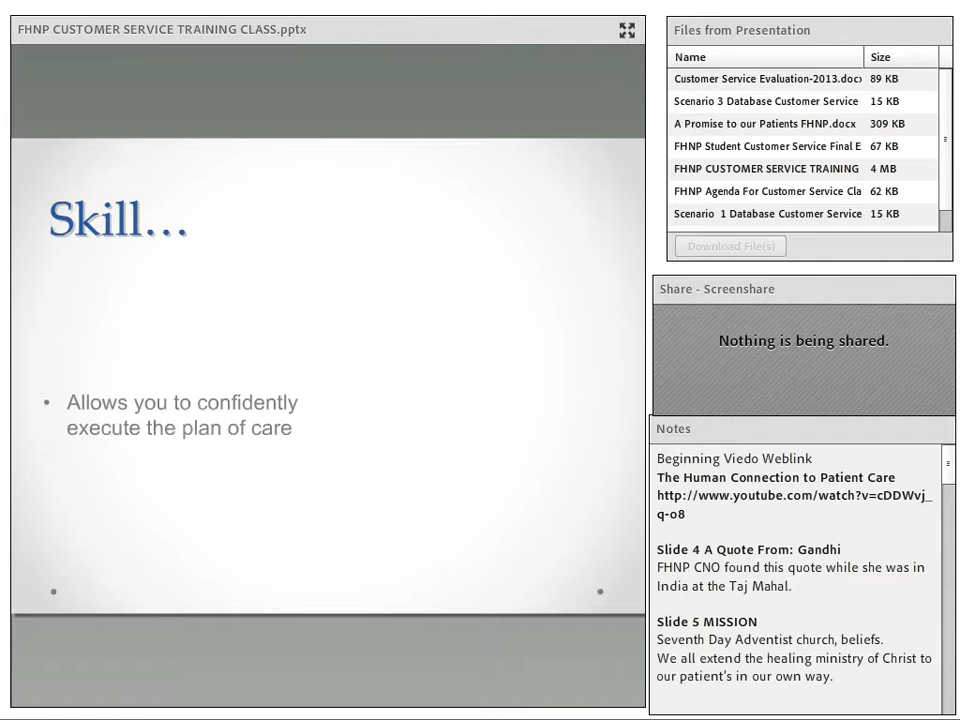 FHNP CUSTOMER SERVICE TRAINING CLASS.pptx
Skill...
• Allows you to confidently
execute the plan of care
Files from Presentation
Name Size
Customer Service Evaluation-2013.docx 89 KB
Scenario 3 Database Customer Service 15 KB
A Promise to our Patients FHNP.docx 309 KB
FHNP Student Customer Service Final E 67 KB
FHNP CUSTOMER SERVICE TRAINING 4 MB
FHNP Agenda For Customer Service Cla 62 KB
Scenario 1 Database Customer Service 15 KB
Download File(s)
Share - Screenshare
Nothing is being shared.
Notes
Beginning Viedo Weblink
The Human Connection to Patient Care
http://www.youtube.com/watch?v=cDDWvj_
q-o8
Slide 4 A Quote From: Gandhi
FHNP CNO found this quote while she was in
India at the Taj Mahal.
Slide 5 MISSION
Seventh Day Adventist church, beliefs.
We all extend the healing ministry of Christ to
our patient's in our own way.